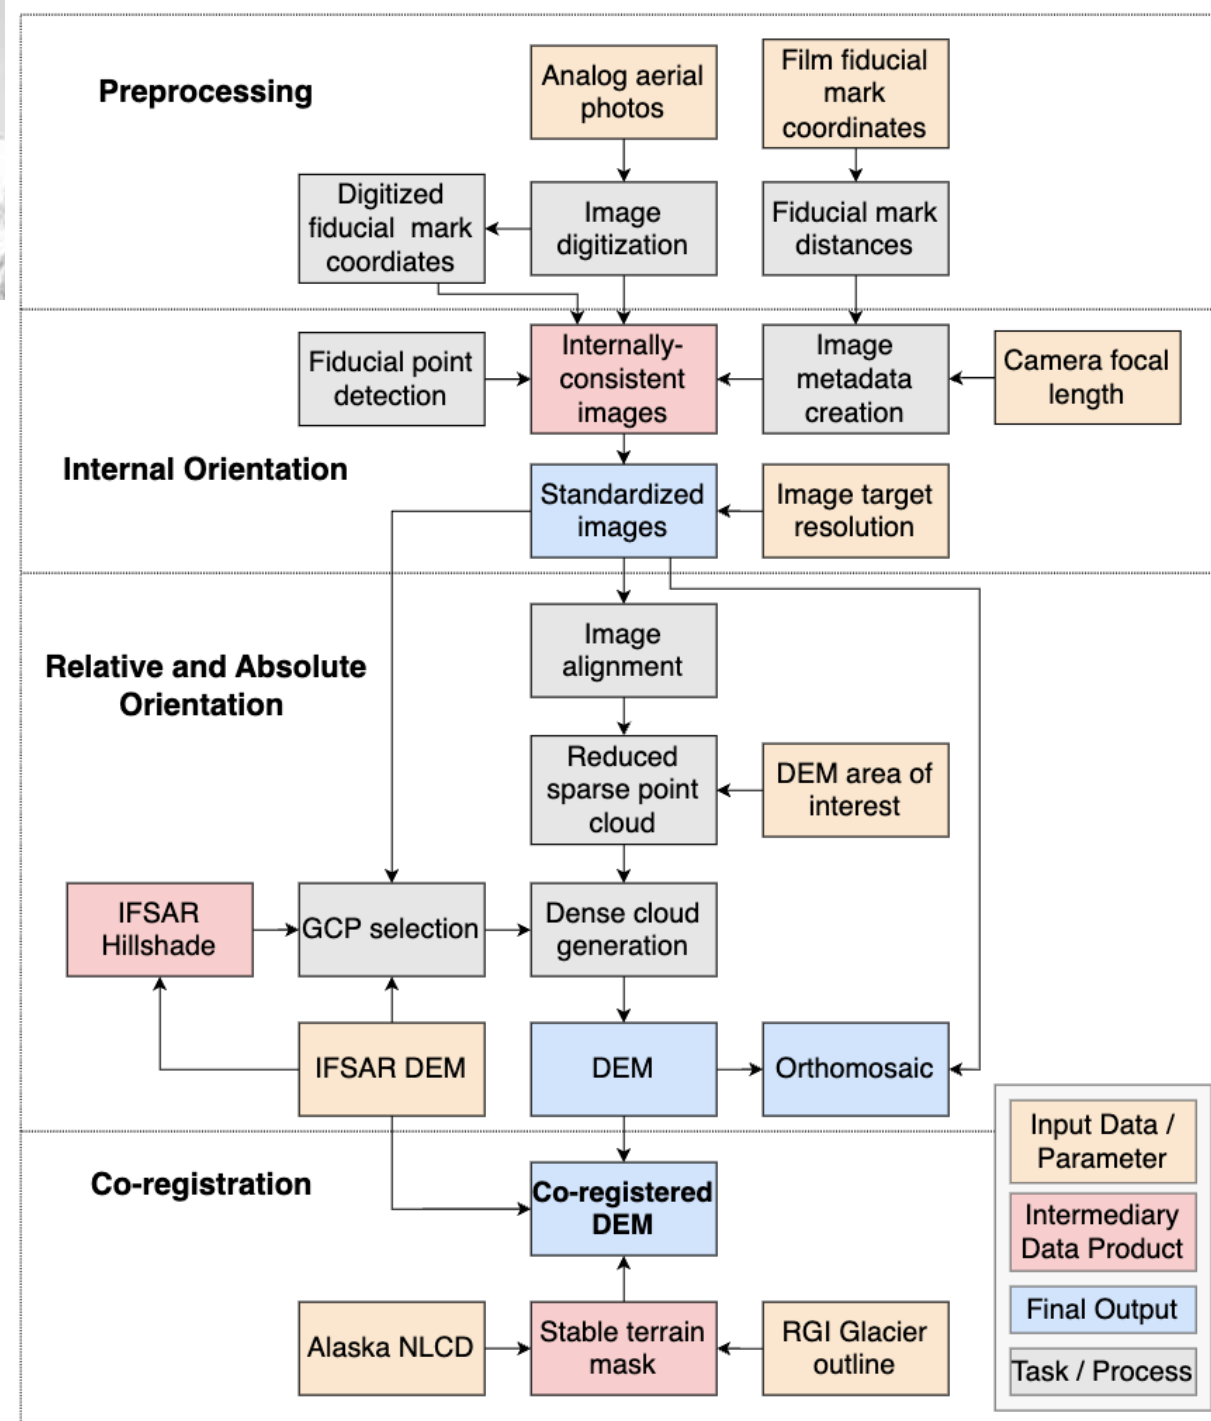 Preprocessing
Analog aerial
photos
Film fiducial
mark
coordinates
Digitized
fiducial mark
coordiates
Image
digitization
Fiducial mark
distances
Internal Orientation
Fiducial point
detection
Internally-
consistent
images
Image
metadata
creation
Camera focal
length
Standardized
images
Image target
resolution
Relative and Absolute
Orientation
Image
alignment
Reduced
sparse point
cloud
DEM area of
interest
IFSAR
Hillshade
GCP selection
Dense cloud
generation
IFSAR DEM
DEM
Orthomosaic
Co-registration
Co-registered
DEM
Alaska NLCD
Stable terrain
mask
RGI Glacier
outline
Input Data /
Parameter
Intermediary
Data Product
Final Output
Task / Process